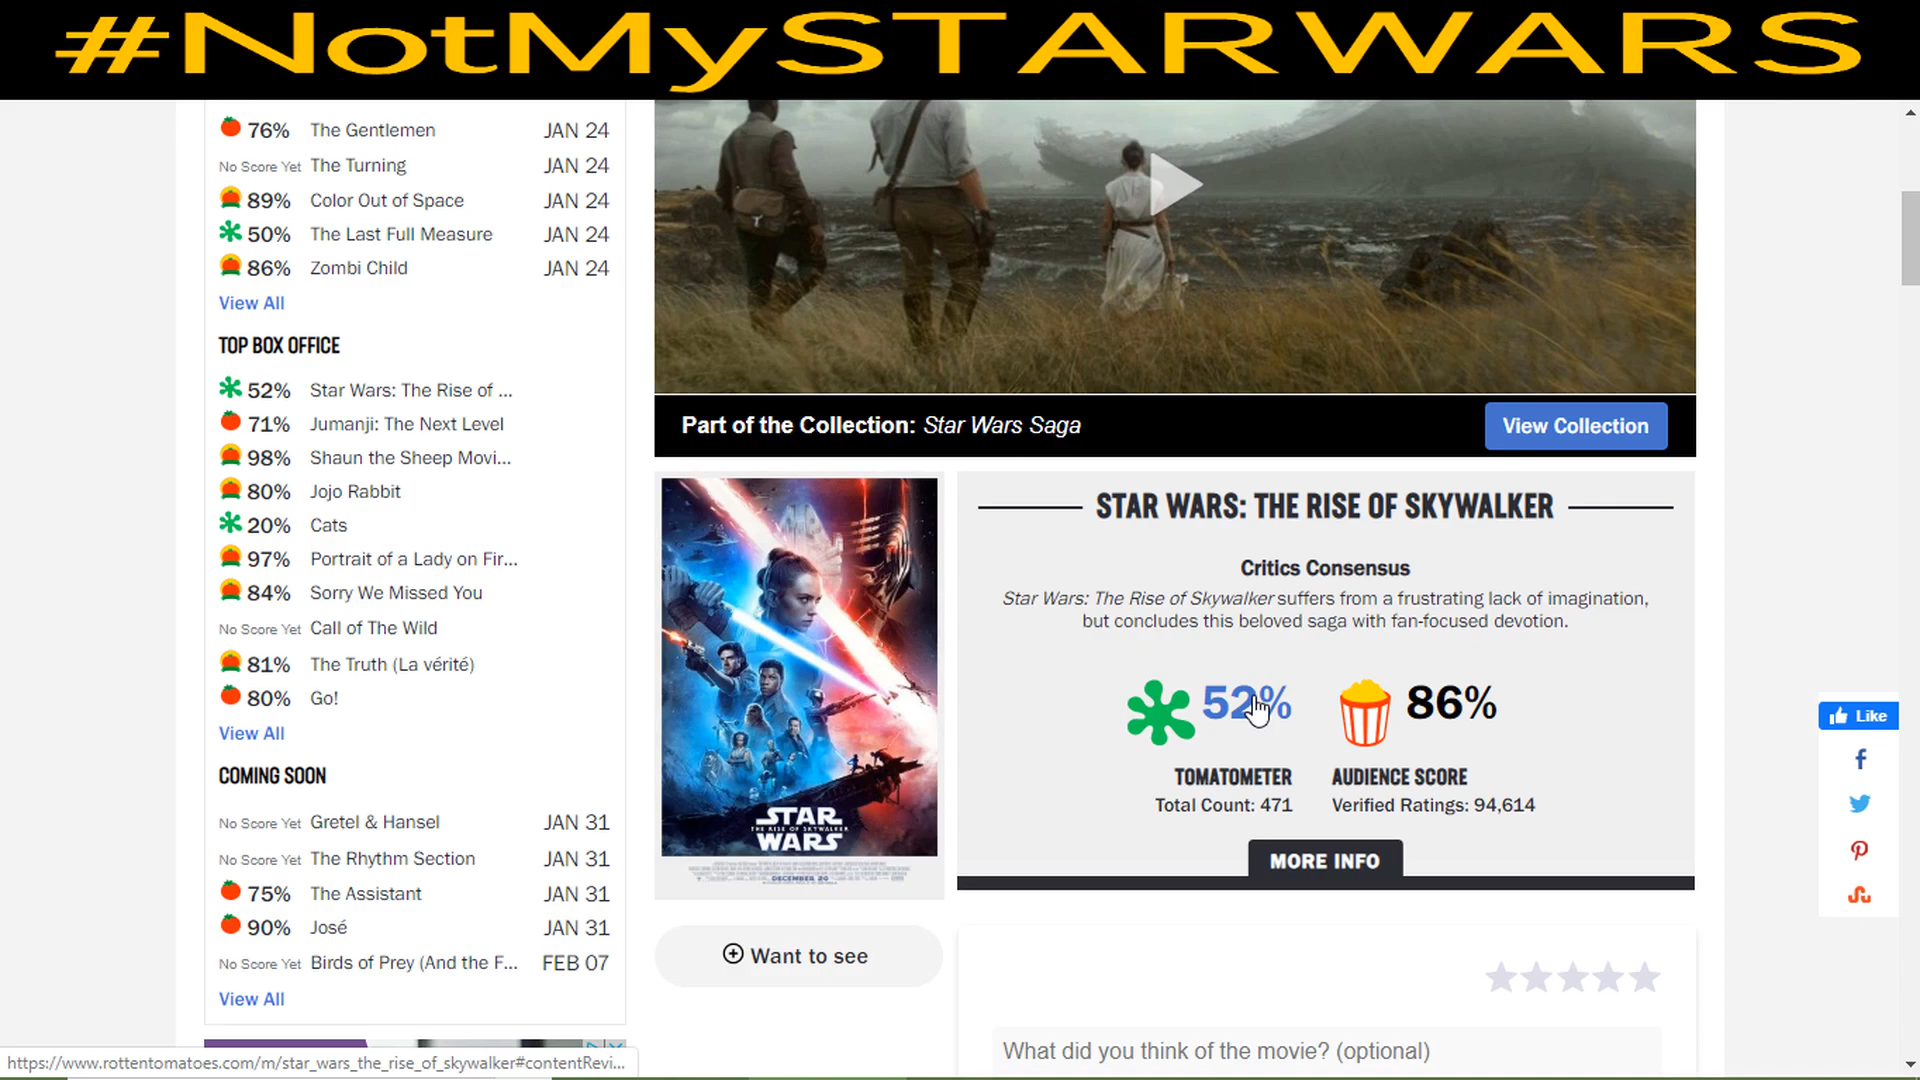 #NotMySTARWARS
76% The Gentlemen JAN 24
No Score Yet The Turning JAN 24
89% Color Out of Space JAN 24
50% The Last Full Measure JAN 24
86% Zombi Child JAN 24
View All
TOP BOX OFFICE
52% Star Wars: The Rise of ...
71% Jumanji: The Next Level
98% Shaun the Sheep Movi...
80% Jojo Rabbit
20% Cats
97% Portrait of a Lady on Fir...
84% Sorry We Missed You
No Score Yet Call of The Wild
81% The Truth (La vérité)
80% Go!
View All
COMING SOON
No Score Yet Gretel & Hansel JAN 31
No Score Yet The Rhythm Section JAN 31
75% The Assistant JAN 31
90% José JAN 31
No Score Yet Birds of Prey (And the F... FEB 07
View All
Part of the Collection: Star Wars Saga
View Collection
STAR
THE RISE OF SKYWALKER
WARS
DECEMBER 20
STAR WARS: THE RISE OF SKYWALKER
Critics Consensus
Star Wars: The Rise of Skywalker suffers from a frustrating lack of imagination,
but concludes this beloved saga with fan-focused devotion.
52% 86%
TOMATOMETER AUDIENCE SCORE
Total Count: 471 Verified Ratings: 94,614
MORE INFO
Want to see
What did you think of the movie? (optional)
Like
https://www.rottentomatoes.com/m/star_wars_the_rise_of_skywalker#contentRevi...